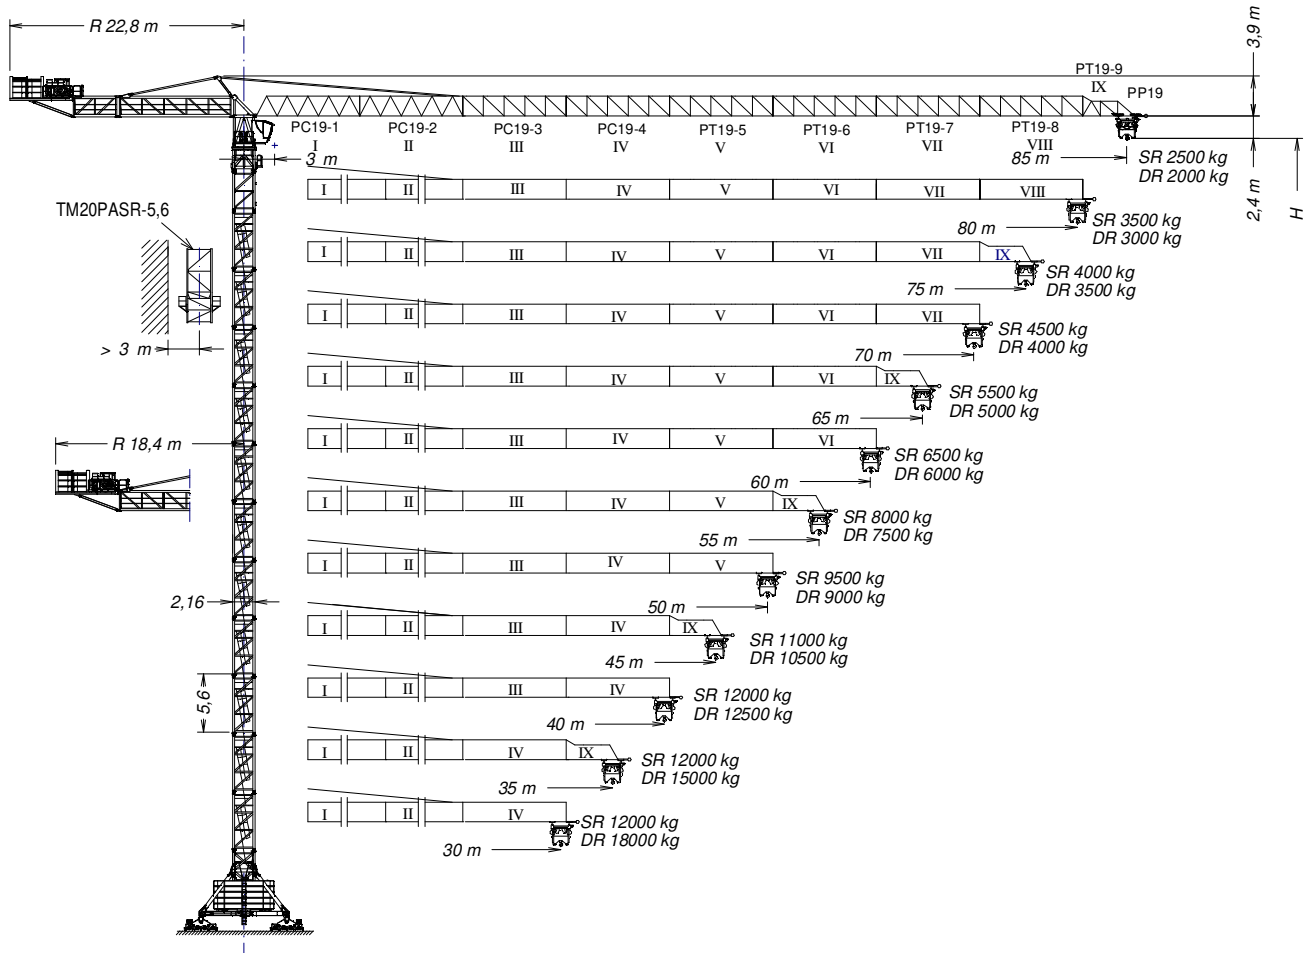 R 22,8 m
3,9 m
PT19-9
IX
PP19
PC19-1 PC19-2 PC19-3 PC19-4 PT19-5 PT19-6 PT19-7 PT19-8
I II III IV V VI VII VIII
3 m
85 m
SR 2500 kg
DR 2000 kg
2,4 m
H
I II III IV V VI VII VIII
80 m
SR 3500 kg
DR 3000 kg
TM20PASR-5,6
I II III IV V VI VII IX
75 m
SR 4000 kg
DR 3500 kg
I II III IV V VI VII
70 m
SR 4500 kg
DR 4000 kg
> 3 m
I II III IV V VI IX
65 m
SR 5500 kg
DR 5000 kg
R 18,4 m
I II III IV V VI
60 m
SR 6500 kg
DR 6000 kg
I II III IV V IX
55 m
SR 8000 kg
DR 7500 kg
I II III IV V
50 m
SR 9500 kg
DR 9000 kg
2,16
I II III IV IX
45 m
SR 11000 kg
DR 10500 kg
5,6
I II III IV
40 m
SR 12000 kg
DR 12500 kg
I II IV IX
35 m
SR 12000 kg
DR 15000 kg
I II IV
30 m
SR 12000 kg
DR 18000 kg